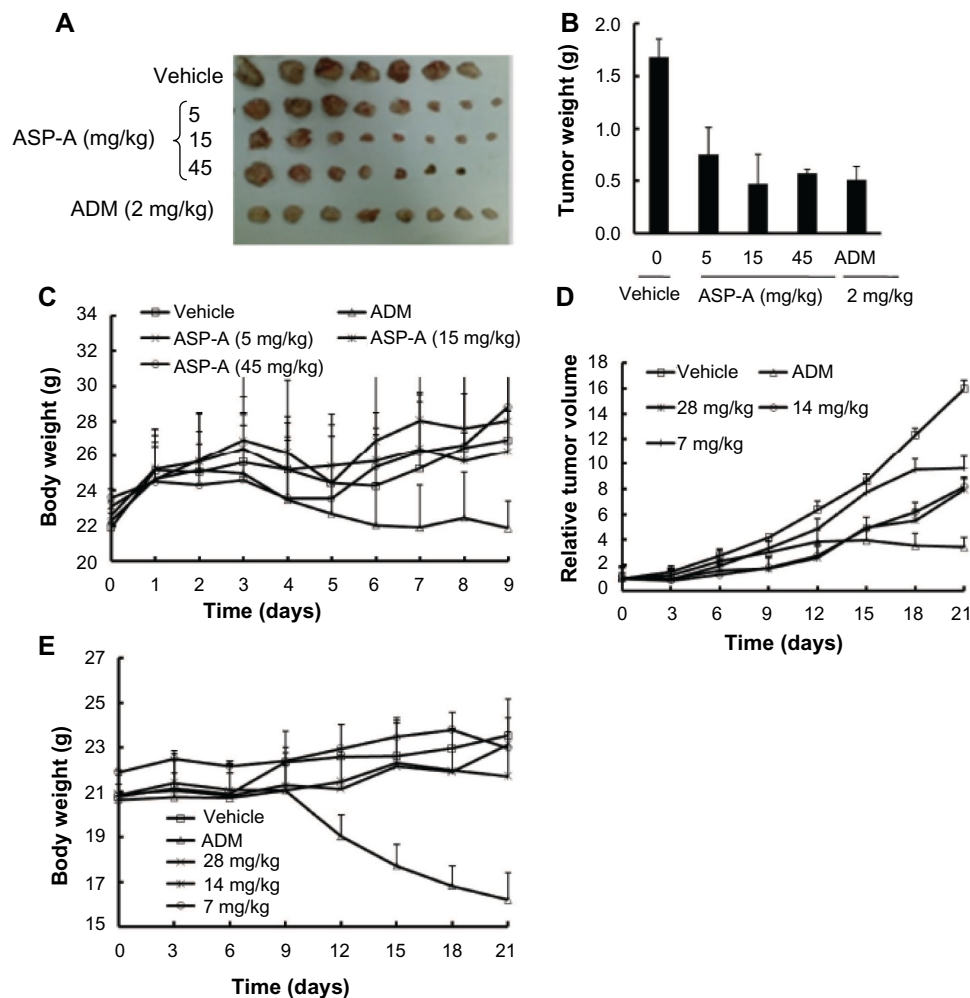 A
Vehicle
ASP-A (mg/kg)
5
15
45
ADM (2 mg/kg)
B
Tumor weight (g)
2.0
1.5
1.0
0.5
0.0
0 5 15 45 ADM
Vehicle ASP-A (mg/kg) 2 mg/kg
C
Vehicle ADM
ASP-A (5 mg/kg) ASP-A (15 mg/kg)
ASP-A (45 mg/kg)
Body weight (g)
34
32
30
28
26
24
22
20
0 1 2 3 4 5 6 7 8 9
Time (days)
D
Vehicle ADM
28 mg/kg 14 mg/kg
7 mg/kg
Relative tumor volume
18
16
14
12
10
8
6
4
2
0
0 3 6 9 12 15 18 21
Time (days)
E
Body weight (g)
27
25
23
21
19
17
15
Vehicle
ADM
28 mg/kg
14 mg/kg
7 mg/kg
0 3 6 9 12 15 18 21
Time (days)